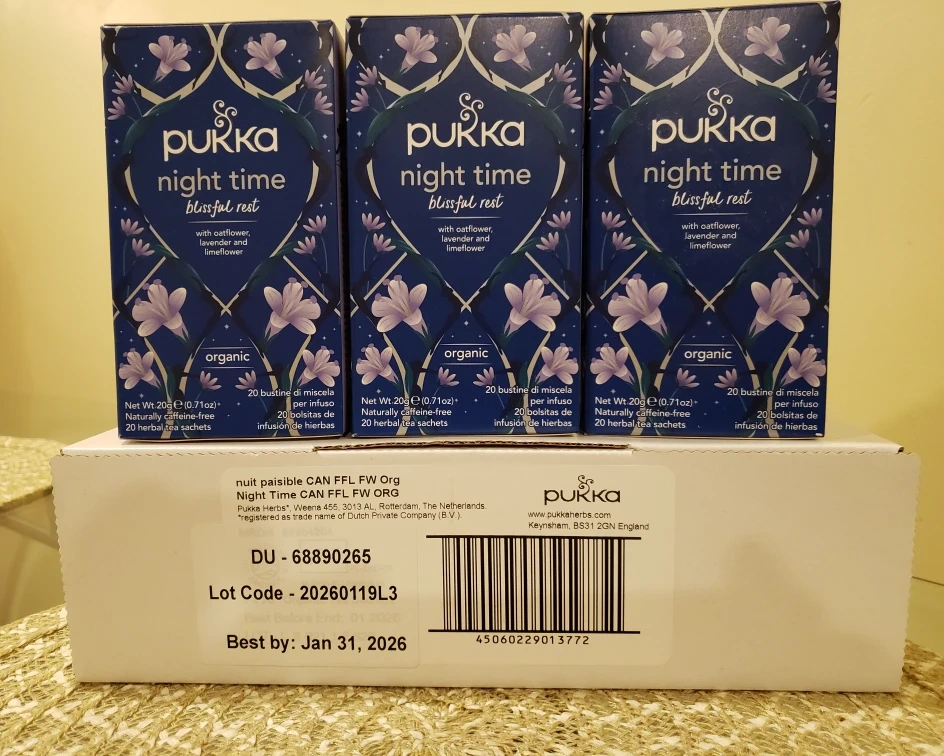 pukka
night time
blissful rest
with oatflower,
lavender and
limeflower
organic
Net Wt.20g℮(0.71oz)+
Naturally caffeine-free
20 herbal tea sachets
20 bustine di miscela
per infuso
20 bolsitas de
infusión de hierbas
pukka
night time
blissful rest
with oatflower,
lavender and
limeflower
organic
Net Wt.20g℮(0.71oz)+
Naturally caffeine-free
20 herbal tea sachets
20 bustine di miscela
per infuso
20 bolsitas de
infusión de hierbas
pukka
night time
blissful rest
with oatflower,
lavender and
limeflower
organic
Net Wt.20g℮(0.71oz)+
Naturally caffeine-free
20 herbal tea sachets
20 bustine di miscela
per infuso
20 bolsitas de
infusión de hierbas
nuit paisible CAN FFL FW Org
Night Time CAN FFL FW ORG
Pukka Herbs*, Weena 455, 3013 AL, Rotterdam, The Netherlands.
*registered as trade name of Dutch Private Company (B.V.).
DU - 68890265
Lot Code - 20260119L3
Best Before End: 01 2026
Best by: Jan 31, 2026
pukka
www.pukkaherbs.com
Keynsham, BS31 2GN England
45060229013772